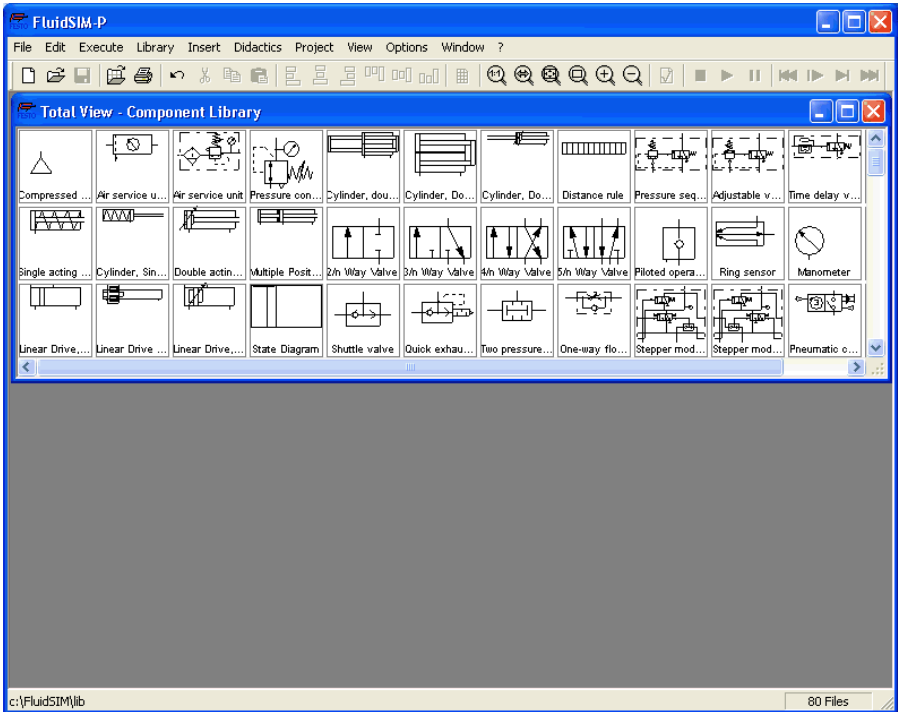 FluidSIM-P
File Edit Execute Library Insert Didactics Project View Options Window ?
Total View - Component Library
Compressed ... Air service u... Air service unit Pressure con... Cylinder, dou... Cylinder, Do... Cylinder, Do... Distance rule Pressure seq... Adjustable v... Time delay v...
Single acting ... Cylinder, Sin... Double actin... Multiple Posit... 2/n Way Valve 3/n Way Valve 4/n Way Valve 5/n Way Valve Piloted opera... Ring sensor Manometer
Linear Drive,... Linear Drive ... Linear Drive,... State Diagram Shuttle valve Quick exhau... Two pressure... One-way flo... Stepper mod... Stepper mod... Pneumatic c...
c:\FluidSIM\lib 80 Files